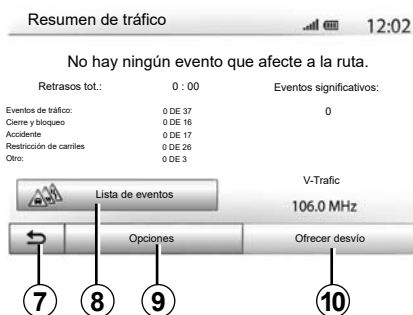 Resumen de tráfico
12:02
No hay ningún evento que afecte a la ruta.
Retrasos tot.: 0 : 00
Eventos significativos:
0
Eventos de tráfico: 0 DE 37
Cierre y bloqueo 0 DE 16
Accidente 0 DE 17
Restricción de carriles 0 DE 26
Otro: 0 DE 3
Lista de eventos
V-Trafic
106.0 MHz
Opciones
Ofrecer desvío
7 8 9 10